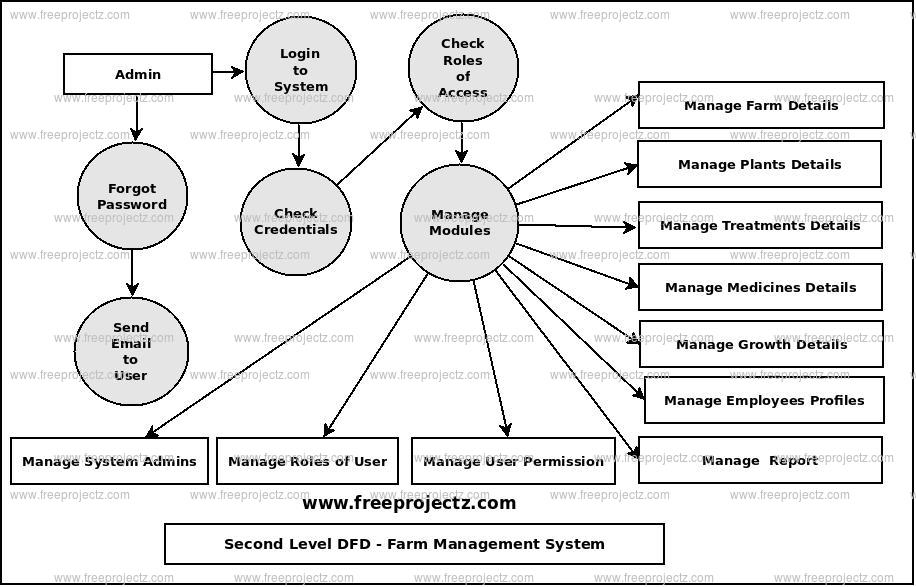 Login
to
System
Check
Roles
of
Access
Admin
Forgot
Password
Check
Credentials
Manage
Modules
Send
Email
to
User
Manage Farm Details
Manage Plants Details
Manage Treatments Details
Manage Medicines Details
Manage Growth Details
Manage Employees Profiles
Manage Report
Manage System Admins
Manage Roles of User
Manage User Permission
www.freeprojectz.com
Second Level DFD - Farm Management System